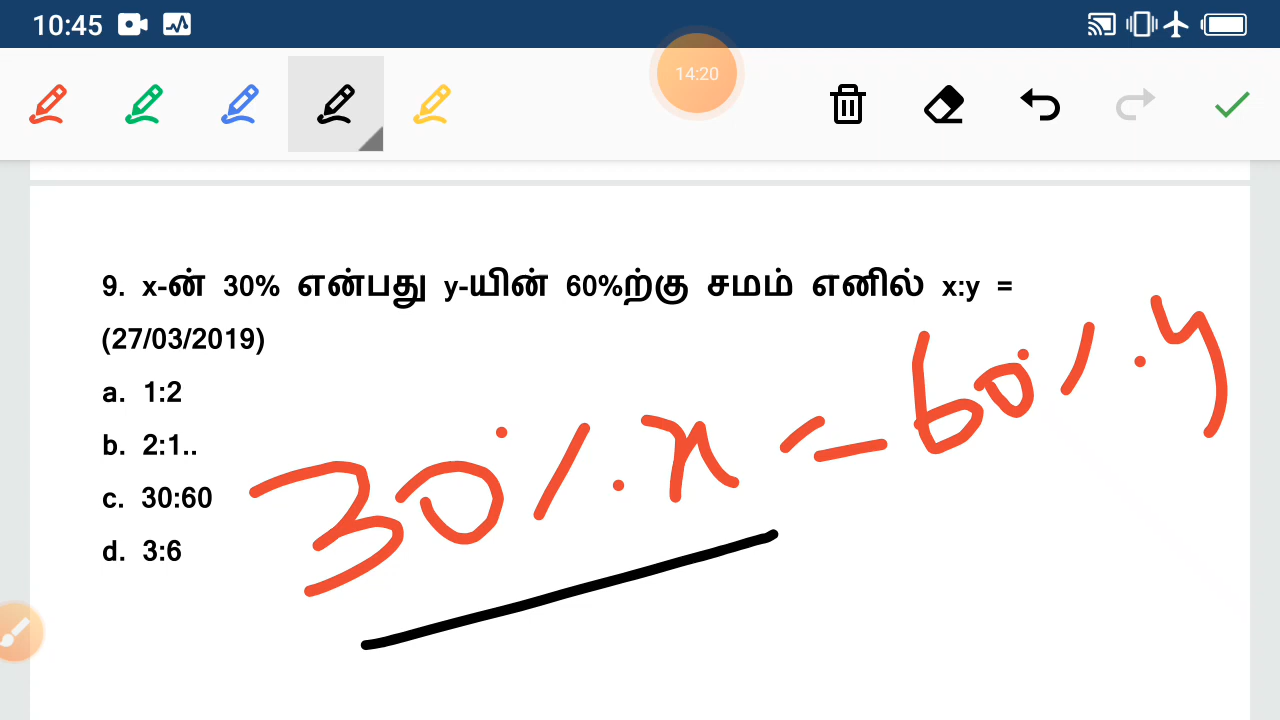 10:45
14:20
9. x-ன் 30% என்பது y-யின் 60%ற்கு சமம் எனில் x:y =
(27/03/2019)
a. 1:2
b. 2:1..
c. 30:60
d. 3:6
30%.x = 60%.y